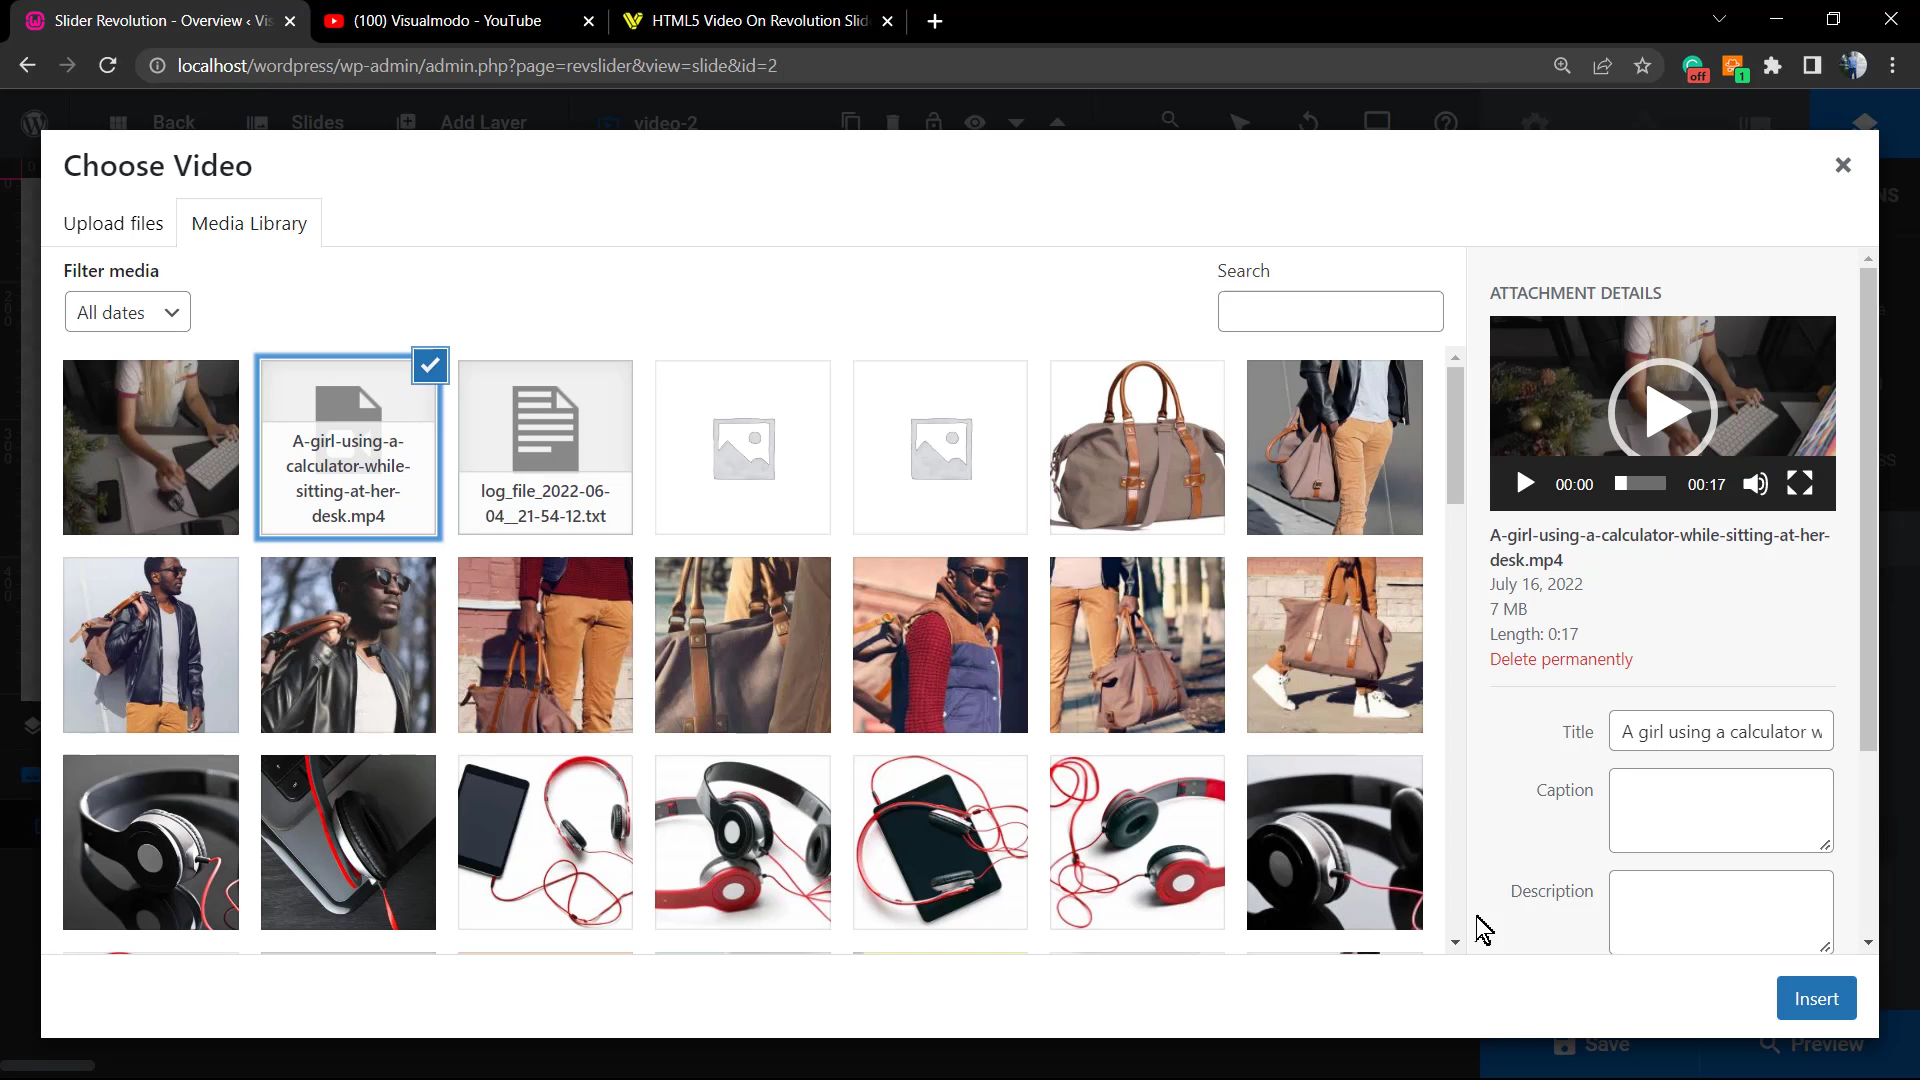 Slider Revolution - Overview ‹ Vis
(100) Visualmodo - YouTube
HTML5 Video On Revolution Slid
localhost/wordpress/wp-admin/admin.php?page=revslider&view=slide&id=2
off
1
Back
Slides
Add Layer
video-2
Choose Video
Upload files
Media Library
Filter media
All dates
Search
A-girl-using-a-
calculator-while-
sitting-at-her-
desk.mp4
log_file_2022-06-
04__21-54-12.txt
ATTACHMENT DETAILS
00:00
00:17
A-girl-using-a-calculator-while-sitting-at-her-
desk.mp4
July 16, 2022
7 MB
Length: 0:17
Delete permanently
Title
A girl using a calculator w
Caption
Description
Insert
Save
Preview